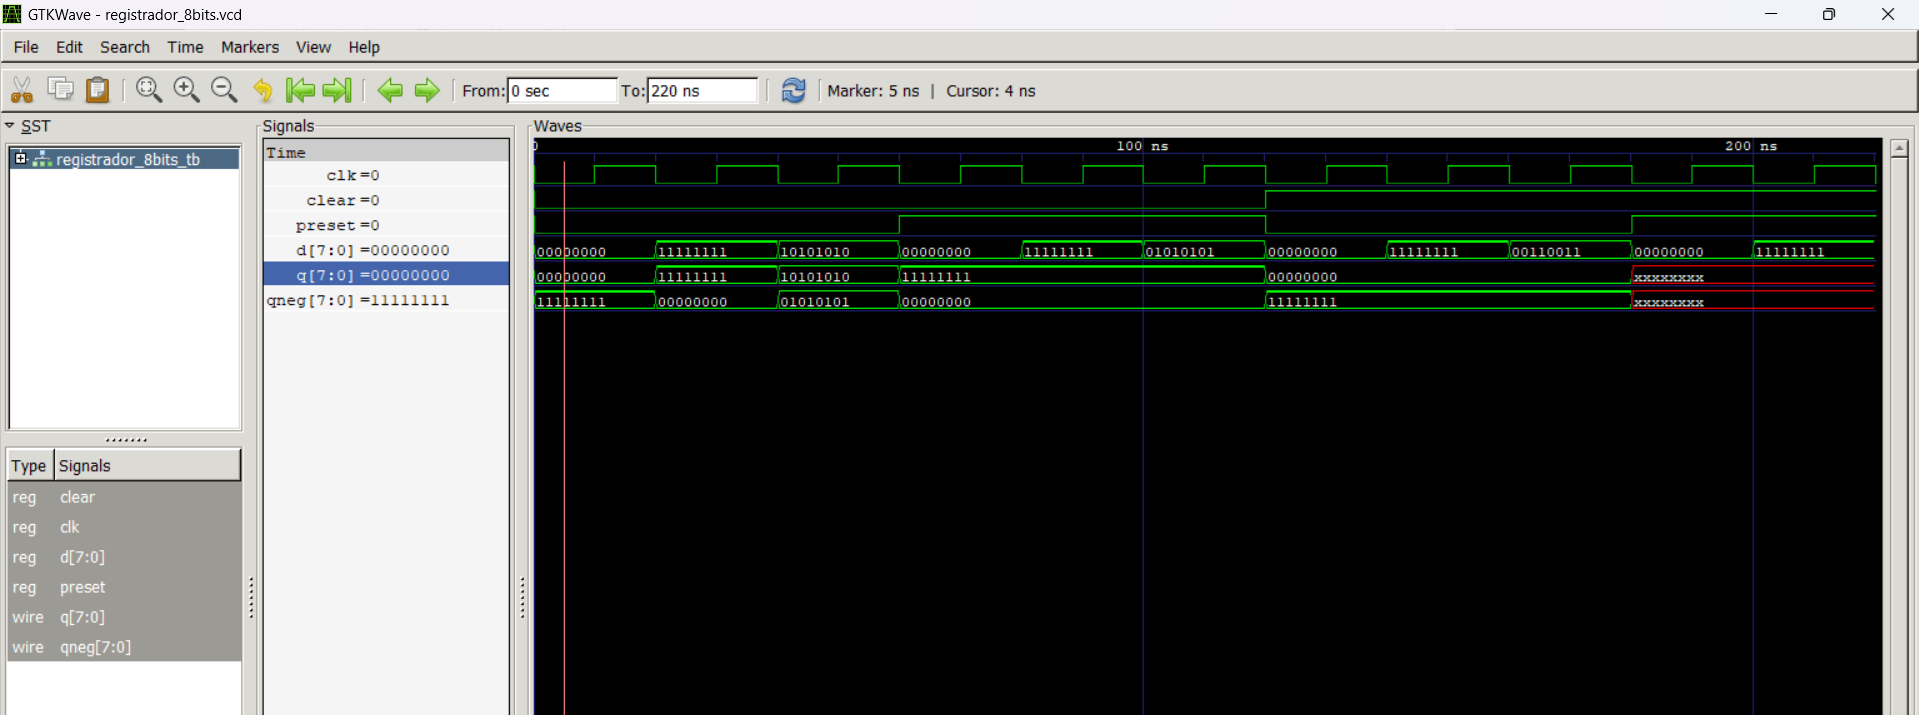 GTKWave - registrador_8bits.vcd
File Edit Search Time Markers View Help
From: 0 sec To: 220 ns Marker: 5 ns | Cursor: 4 ns
SST
registrador_8bits_tb
Type Signals
reg clear
reg clk
reg d[7:0]
reg preset
wire q[7:0]
wire qneg[7:0]
Signals
Time
clk=0
clear=0
preset=0
d[7:0]=00000000
q[7:0]=00000000
qneg[7:0]=11111111
Waves
0 100 ns 200 ns
00000000 11111111 10101010 00000000 11111111 01010101 00000000 11111111 00110011 00000000 11111111
00000000 11111111 10101010 11111111 00000000 xxxxxxxx
11111111 00000000 01010101 00000000 11111111 xxxxxxxx